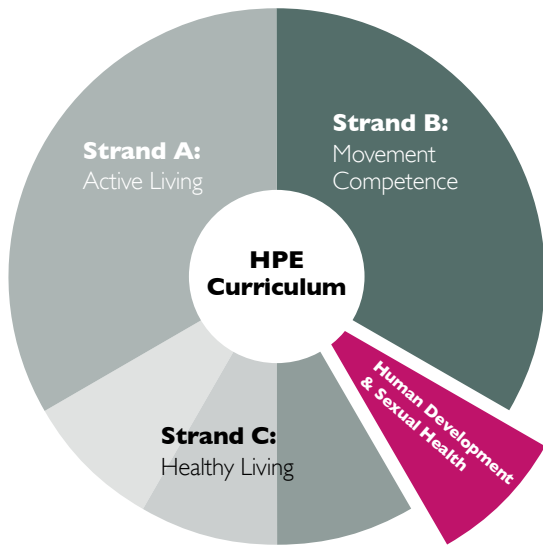 Strand A:
Active Living
Strand B:
Movement
Competence
HPE
Curriculum
Human Development
& Sexual Health
Strand C:
Healthy Living